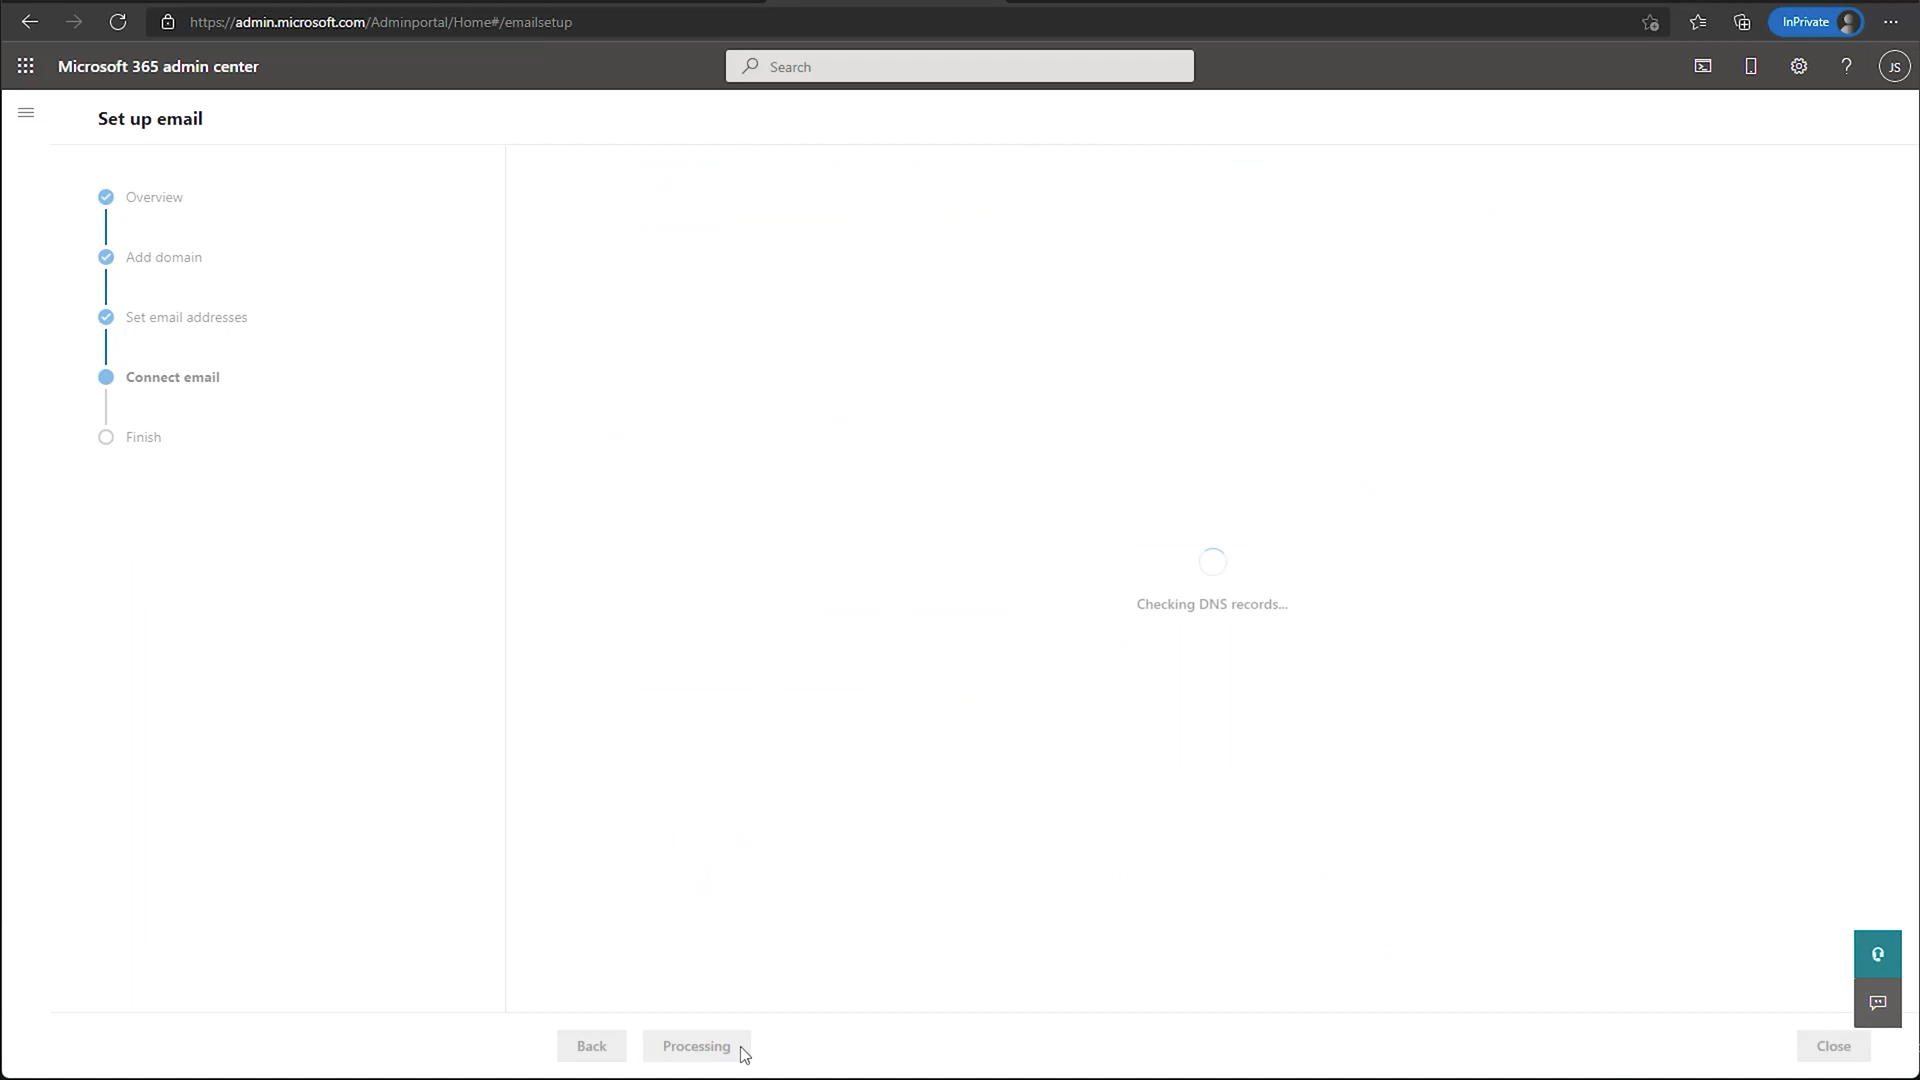 https://admin.microsoft.com/Adminportal/Home#/emailsetup
InPrivate
Microsoft 365 admin center
Search
JS
Set up email
Overview
Add domain
Set email addresses
Connect email
Finish
Checking DNS records...
Back
Processing
Close